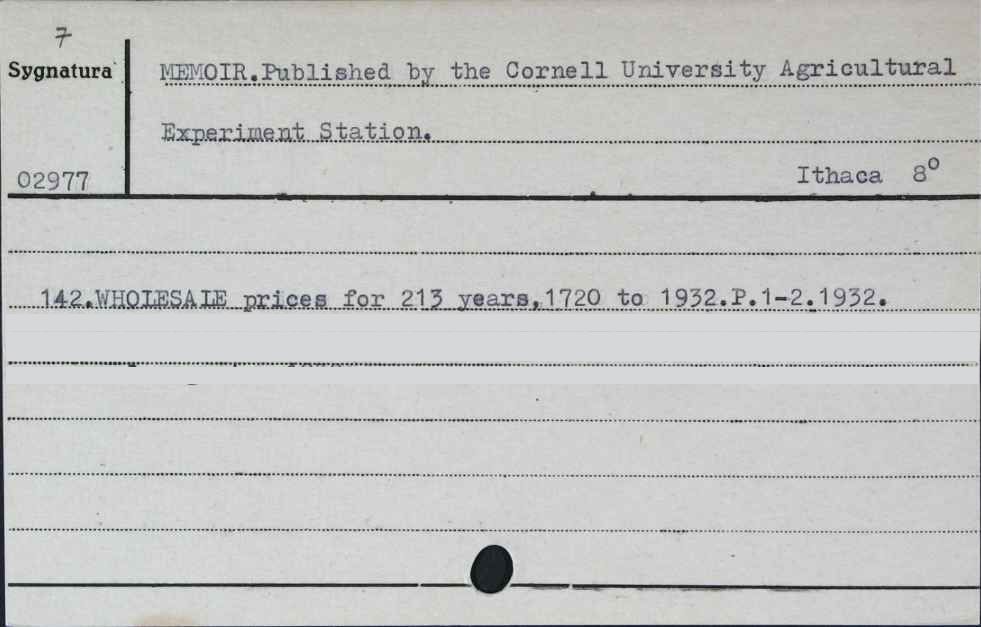 7
Sygnatura
MEMOIR.Published by the Cornell University Agricultural
Experiment Station.
02977
Ithaca 8º
142.WHOLESALE prices for 213 years,1720 to 1932.P.1-2.1932.